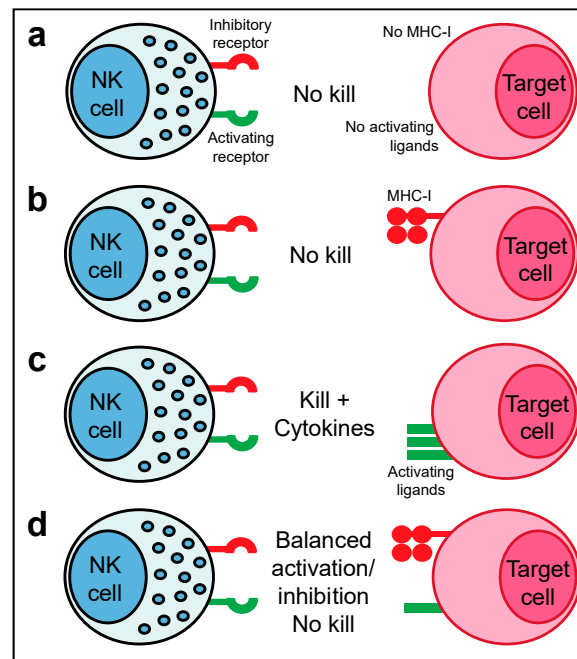 a
NK
cell
Inhibitory
receptor
Activating
receptor
No kill
No MHC-I
No activating
ligands
Target
cell
b
NK
cell
No kill
MHC-I
Target
cell
c
NK
cell
Kill +
Cytokines
Activating
ligands
Target
cell
d
NK
cell
Balanced
activation/
inhibition
No kill
Target
cell